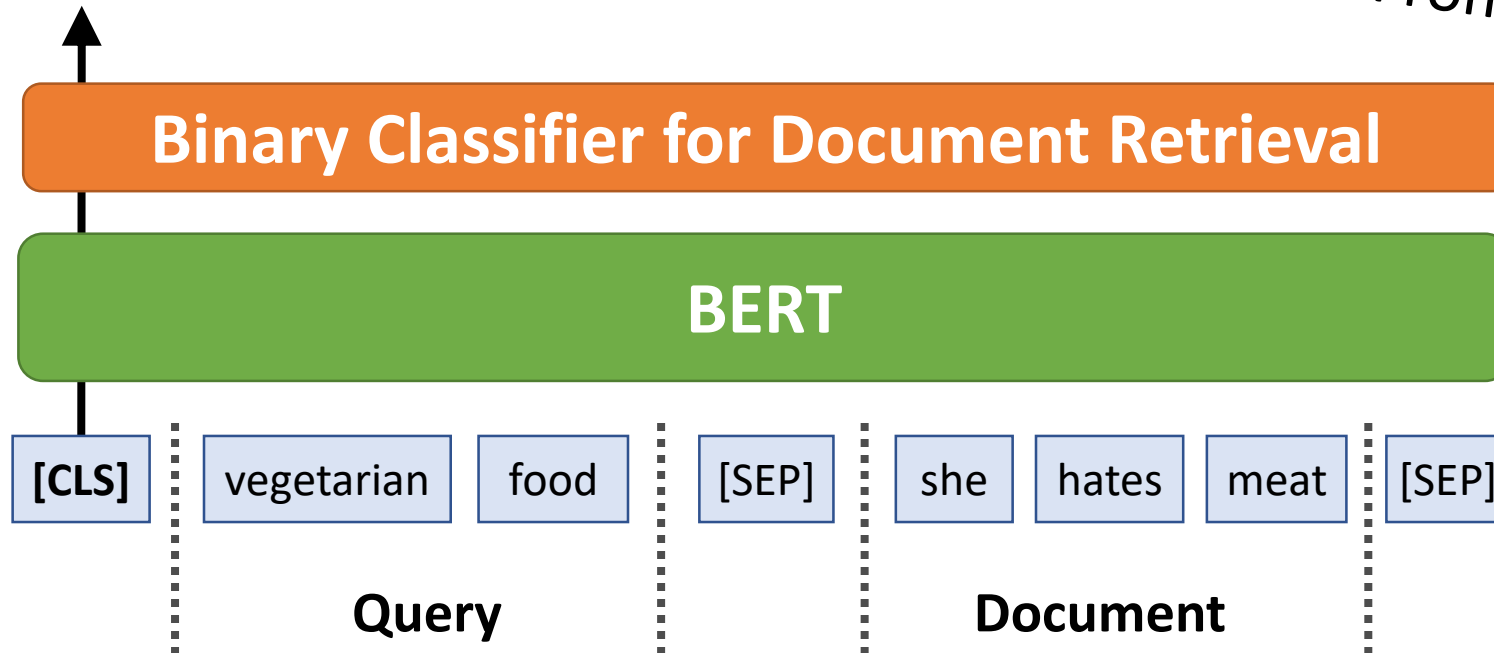 Binary Classifier for Document Retrieval
BERT
[CLS] vegetarian food [SEP] she hates meat [SEP]
Query Document